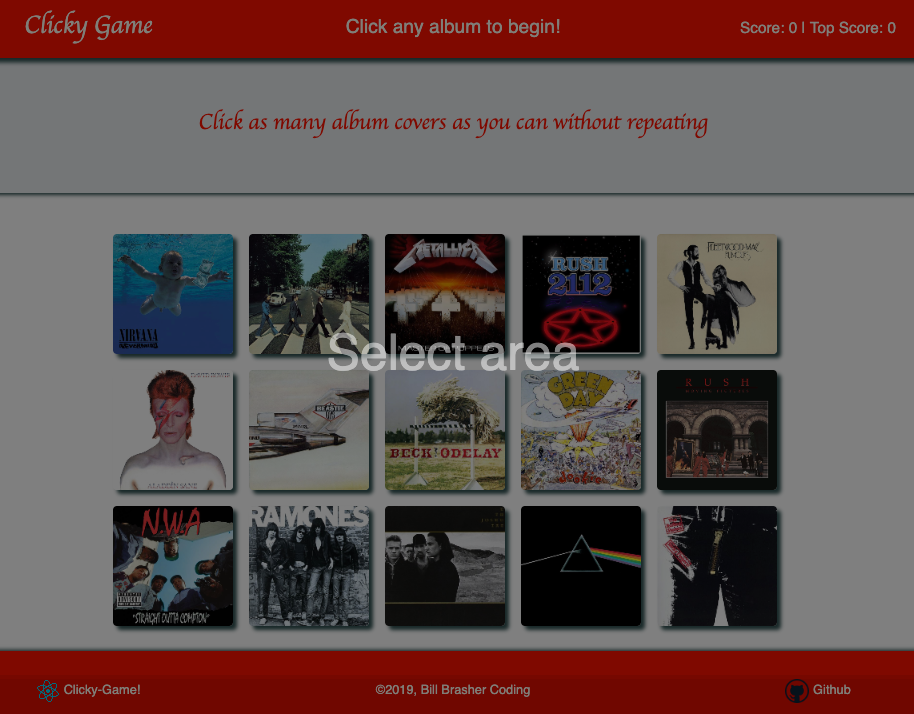 Clicky Game
Click any album to begin!
Score: 0 | Top Score: 0
Click as many album covers as you can without repeating
NIRVANA
METALLICA
RUSH
2112
FLEETWOOD MAC
RUMOURS
Select area
DAVID BOWIE
ALADDIN SANE
BEASTIE
GREEN
DAY
BECK! ODELAY
RUSH
N.W.A
"STRAIGHT OUTTA COMPTON"
RAMONES
Clicky-Game!
©2019, Bill Brasher Coding
Github